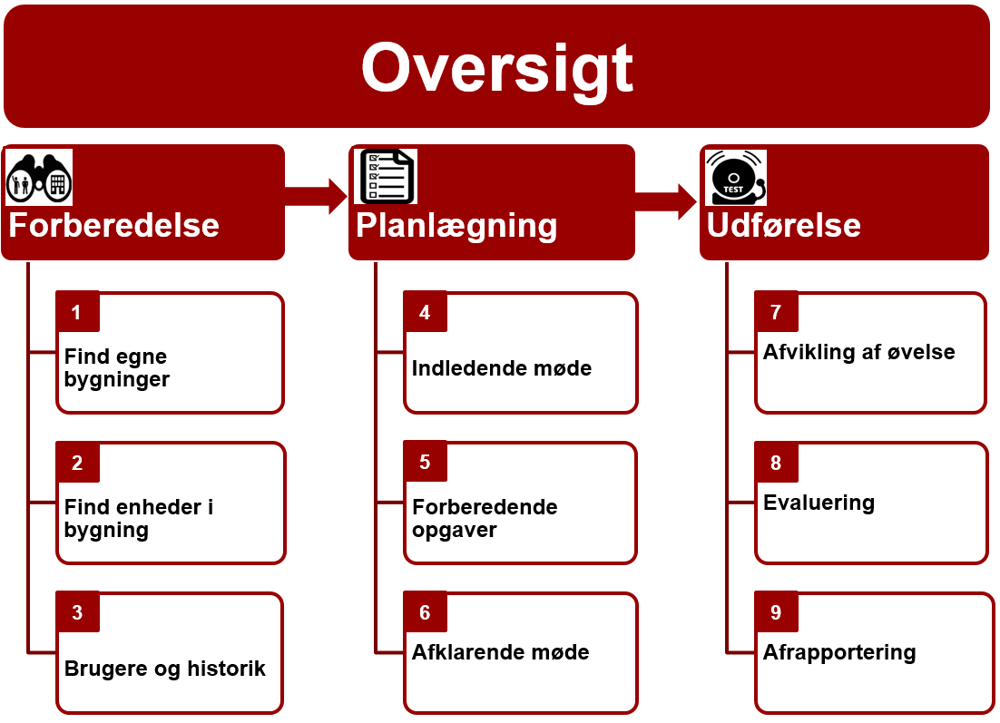 Oversigt
Forberedelse
1
Find egne
bygninger
2
Find enheder i
bygning
3
Brugere og historik
Planlægning
4
Indledende møde
5
Forberedende
opgaver
6
Afklarende møde
TEST
Udførelse
7
Afvikling af øvelse
8
Evaluering
9
Afrapportering